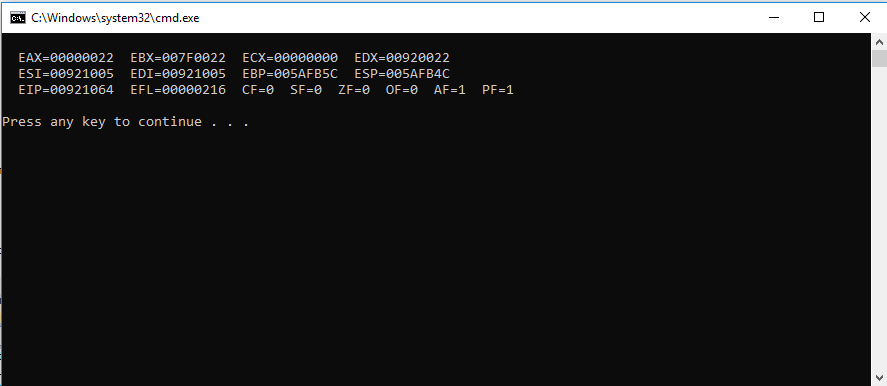 C:\Windows\system32\cmd.exe
EAX=00000022 EBX=007F0022 ECX=00000000 EDX=00920022
ESI=00921005 EDI=00921005 EBP=005AFB5C ESP=005AFB4C
EIP=00921064 EFL=00000216 CF=0 SF=0 ZF=0 OF=0 AF=1 PF=1
Press any key to continue . . .